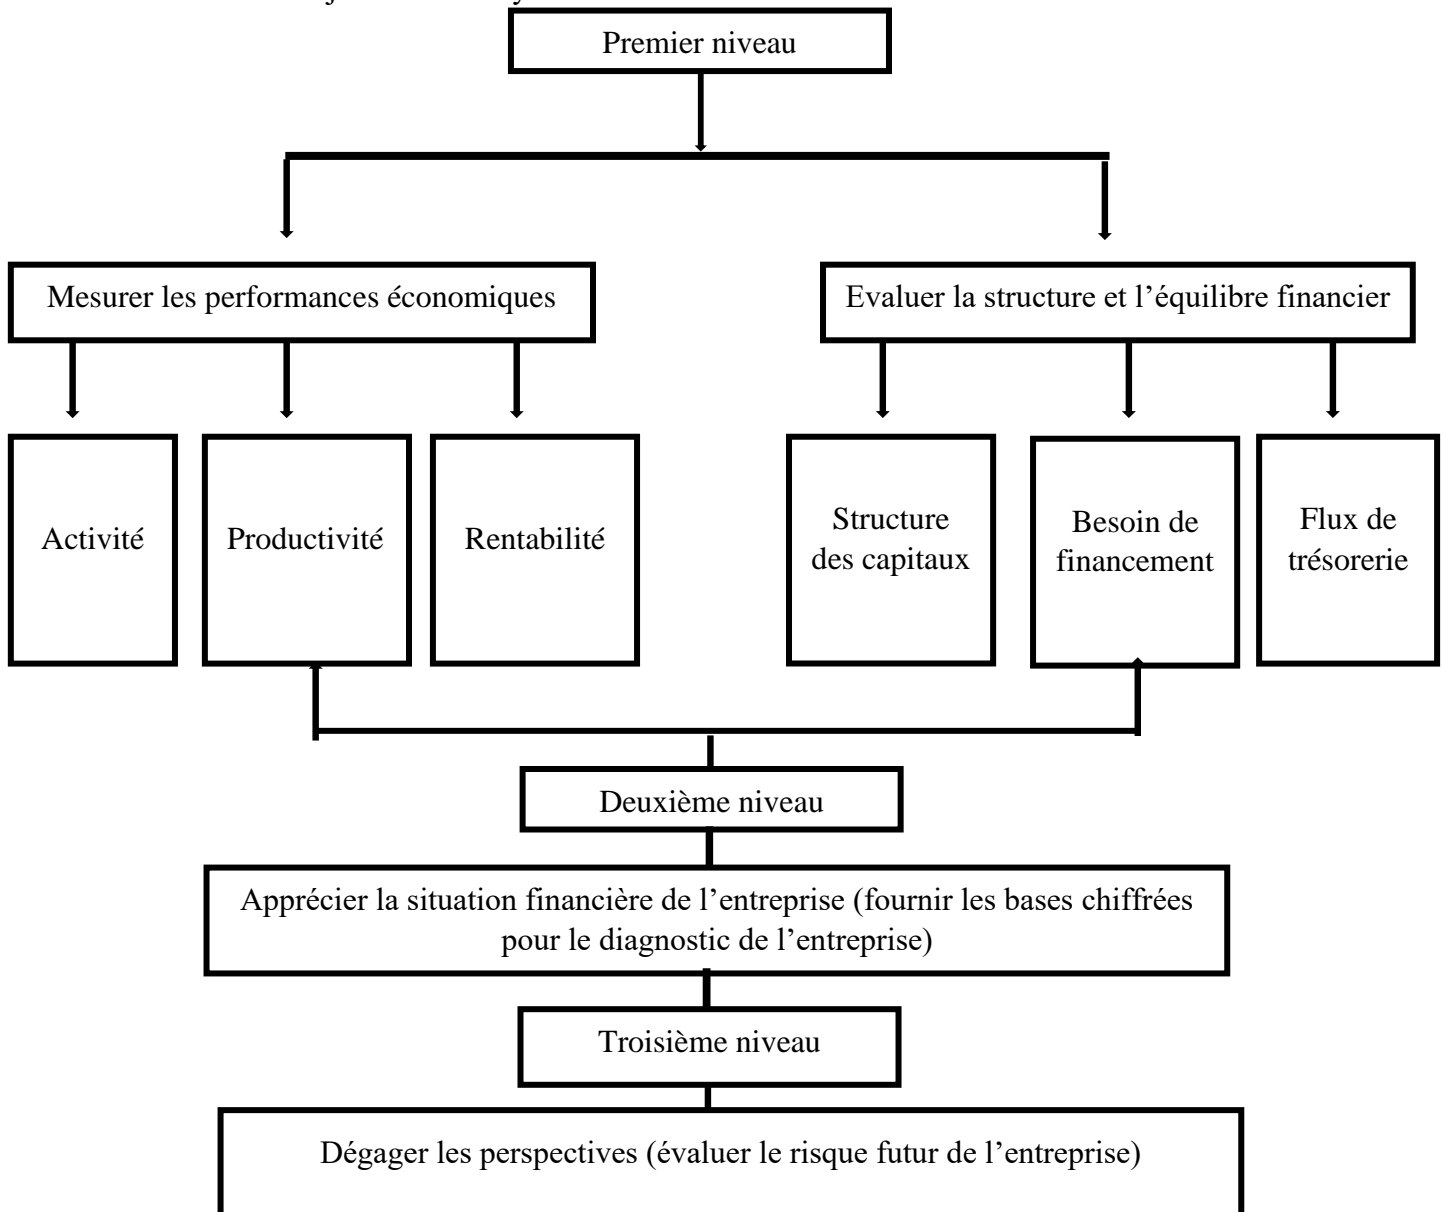 Premier niveau
Mesurer les performances économiques
Evaluer la structure et l’équilibre financier
Activité
Productivité
Rentabilité
Structure
des capitaux
Besoin de
financement
Flux de
trésorerie
Deuxième niveau
Apprécier la situation financière de l’entreprise (fournir les bases chiffrées
pour le diagnostic de l’entreprise)
Troisième niveau
Dégager les perspectives (évaluer le risque futur de l’entreprise)